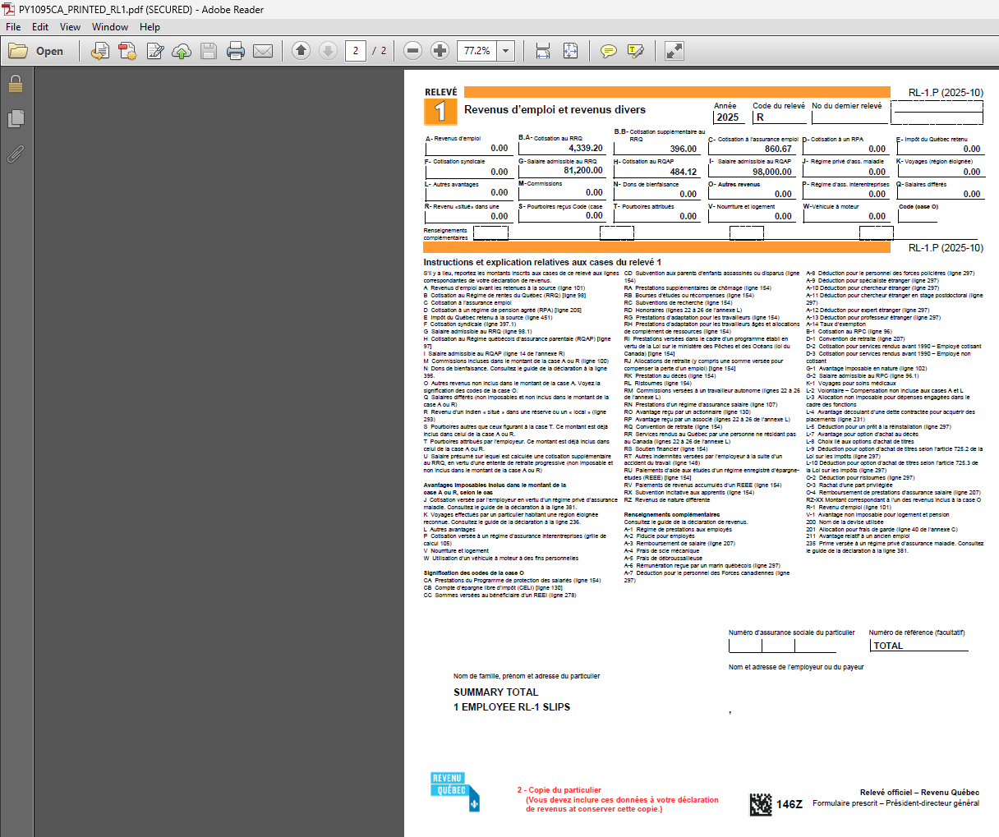 PY1095CA_PRINTED_RL1.pdf (SECURED) - Adobe Reader
File Edit View Window Help
Open 2 / 2 77.2%
RELEVÉ
1
RL-1.P (2025-10)
Revenus d'emploi et revenus divers
Année Code du relevé No du dernier relevé
2025 R
A- Revenus d'emploi B.A- Cotisation au RRQ B.B- Cotisation supplémentaire au RRQ C- Cotisation à l'assurance emploi D- Cotisation à un RPA E- Impôt du Québec retenu
0.00 4,339.20 396.00 860.67 0.00 0.00
F- Cotisation syndicale G- Salaire admissible au RRQ H- Cotisation au RQAP I- Salaire admissible au RQAP J- Régime privé d'ass. maladie K- Voyages (région éloignée)
0.00 81,200.00 484.12 98,000.00 0.00 0.00
L- Autres avantages M- Commissions N- Dons de bienfaisance O- Autres revenus P- Régime d'ass. interentreprises Q- Salaires différés
0.00 0.00 0.00 0.00 0.00 0.00
R- Revenu «situé» dans une S- Pourboires reçus Code (case T- Pourboires attribués V- Nourriture et logement W- Véhicule à moteur Code (case O)
0.00 0.00 0.00 0.00 0.00
Renseignements
complémentaires
RL-1.P (2025-10)
Instructions et explication relatives aux cases du relevé 1
S'il y a lieu, reportez les montants inscrits aux cases de ce relevé aux lignes
correspondantes de votre déclaration de revenus.
A Revenus d'emploi avant les retenues à la source (ligne 101)
B Cotisation au Régime de rentes du Québec (RRQ) [ligne 98]
C Cotisation à l'assurance emploi
D Cotisation à un régime de pension agréé (RPA) [ligne 205]
E Impôt du Québec retenu à la source (ligne 451)
F Cotisation syndicale (ligne 397.1)
G Salaire admissible au RRQ (ligne 98.1)
H Cotisation au Régime québécois d'assurance parentale (RQAP) [ligne
97]
I Salaire admissible au RQAP (ligne 14 de l'annexe R)
M Commissions incluses dans le montant de la case A ou R (ligne 100)
N Dons de bienfaisance. Consultez le guide de la déclaration à la ligne
395.
O Autres revenus non inclus dans le montant de la case A. Voyez la
signification des codes de la case O.
Q Salaires différés (non imposables et non inclus dans le montant de la
case A ou R)
R Revenu d'un Indien « situé » dans une réserve ou un « local » (ligne
293)
S Pourboires autres que ceux figurant à la case T. Ce montant est déjà
inclus dans celui de la case A ou R.
T Pourboires attribués par l'employeur. Ce montant est déjà inclus dans
celui de la case A ou R.
U Salaire présumé sur lequel est calculée une cotisation supplémentaire
au RRQ, en vertu d'une entente de retraite progressive (non imposable et
non inclus dans le montant de la case A ou R)
Avantages imposables inclus dans le montant de la
case A ou R, selon le cas
J Cotisation versée par l'employeur en vertu d'un régime privé d'assurance
maladie. Consultez le guide de la déclaration à la ligne 381.
K Voyages effectués par un particulier habitant une région éloignée
reconnue. Consultez le guide de la déclaration à la ligne 236.
L Autres avantages
P Cotisation versée à un régime d'assurance interentreprises (grille de
calcul 105)
V Nourriture et logement
W Utilisation d'un véhicule à moteur à des fins personnelles
Signification des codes de la case O
CA Prestations du Programme de protection des salariés (ligne 154)
CB Compte d'épargne libre d'impôt (CELI) [ligne 130]
CC Sommes versées au bénéficiaire d'un REEI (ligne 278)
CD Subvention aux parents d'enfants assassinés ou disparus (ligne
154)
RA Prestations supplémentaires de chômage (ligne 154)
RB Bourses d'études ou récompenses (ligne 154)
RC Subventions de recherche (ligne 154)
RD Honoraires (lignes 22 à 26 de l'annexe L)
RG Prestations d'adaptation pour les travailleurs (ligne 154)
RH Prestations d'adaptation pour les travailleurs âgés et allocations
de complément de ressources (ligne 154)
RI Prestations versées dans le cadre d'un programme établi en
vertu de la Loi sur le ministère des Pêches et des Océans (loi du
Canada) [ligne 154]
RJ Allocations de retraite (y compris une somme versée pour
compenser la perte d'un emploi) [ligne 154]
RK Prestation au décès (ligne 154)
RL Ristournes (ligne 154)
RM Commissions versées à un travailleur autonome (lignes 22 à 26
de l'annexe L)
RN Prestations d'un régime d'assurance salaire (ligne 107)
RO Avantage reçu par un actionnaire (ligne 130)
RP Avantage reçu par un associé (lignes 22 à 26 de l'annexe L)
RQ Convention de retraite (ligne 154)
RR Services rendus au Québec par une personne ne résidant pas
au Canada (lignes 22 à 26 de l'annexe L)
RS Soutien financier (ligne 154)
RT Autres indemnités versées par l'employeur à la suite d'un
accident du travail (ligne 148)
RU Paiements d'aide aux études d'un régime enregistré d'épargne-
études (REEE) [ligne 154]
RV Paiements de revenus accumulés d'un REEE (ligne 154)
RX Subvention incitative aux apprentis (ligne 154)
RZ Revenus de nature différente
Renseignements complémentaires
Consultez le guide de la déclaration de revenus.
A-1 Régime de prestations aux employés
A-2 Fiducie pour employés
A-3 Remboursement de salaire (ligne 207)
A-4 Frais de scie mécanique
A-5 Frais de débroussailleuse
A-6 Rémunération reçue par un marin québécois (ligne 297)
A-7 Déduction pour le personnel des Forces canadiennes (ligne
297)
A-8 Déduction pour le personnel des forces policières (ligne 297)
A-9 Déduction pour spécialiste étranger (ligne 297)
A-10 Déduction pour chercheur étranger (ligne 297)
A-11 Déduction pour chercheur étranger en stage postdoctoral (ligne
297)
A-12 Déduction pour expert étranger (ligne 297)
A-13 Déduction pour professeur étranger (ligne 297)
A-14 Taux d'exemption
B-1 Cotisation au RPC (ligne 96)
D-1 Convention de retraite (ligne 207)
D-2 Cotisation pour services rendus avant 1990 – Employé cotisant
D-3 Cotisation pour services rendus avant 1990 – Employé non
cotisant
G-1 Avantage imposable en nature (ligne 102)
G-2 Salaire admissible au RPC (ligne 96.1)
K-1 Voyages pour soins médicaux
L-2 Volontaire – Compensation non incluse aux cases A et L
L-3 Allocation non imposable pour dépenses engagées dans le
cadre des fonctions
L-4 Avantage découlant d'une dette contractée pour acquérir des
placements (ligne 231)
L-5 Déduction pour un prêt à la réinstallation (ligne 297)
L-7 Avantage pour option d'achat au décès
L-8 Choix lié aux options d'achat de titres
L-9 Déduction pour option d'achat de titres selon l'article 725.2 de la
Loi sur les impôts (ligne 297)
L-10 Déduction pour option d'achat de titres selon l'article 725.3 de
la Loi sur les impôts (ligne 297)
O-2 Déduction pour ristournes (ligne 297)
O-3 Rachat d'une part privilégiée
O-4 Remboursement de prestations d'assurance salaire (ligne 207)
RZ-XX Montant correspondant à l'un des revenus inclus à la case O
R-1 Revenu d'emploi (ligne 101)
V-1 Avantage non imposable pour logement et pension
200 Nom de la devise utilisée
201 Allocation pour frais de garde (ligne 40 de l'annexe C)
211 Avantage relatif à un ancien emploi
235 Prime versée à un régime privé d'assurance maladie. Consultez
le guide de la déclaration à la ligne 381.
Numéro d'assurance sociale du particulier Numéro de référence (facultatif)
TOTAL
Nom et adresse de l'employeur ou du payeur
Nom de famille, prénom et adresse du particulier
SUMMARY TOTAL
1 EMPLOYEE RL-1 SLIPS
,
REVENU
QUÉBEC
2 - Copie du particulier
(Vous devez inclure ces données à votre déclaration
de revenus at conserver cette copie.)
146Z
Relevé officiel – Revenu Québec
Formulaire prescrit – Président-directeur général